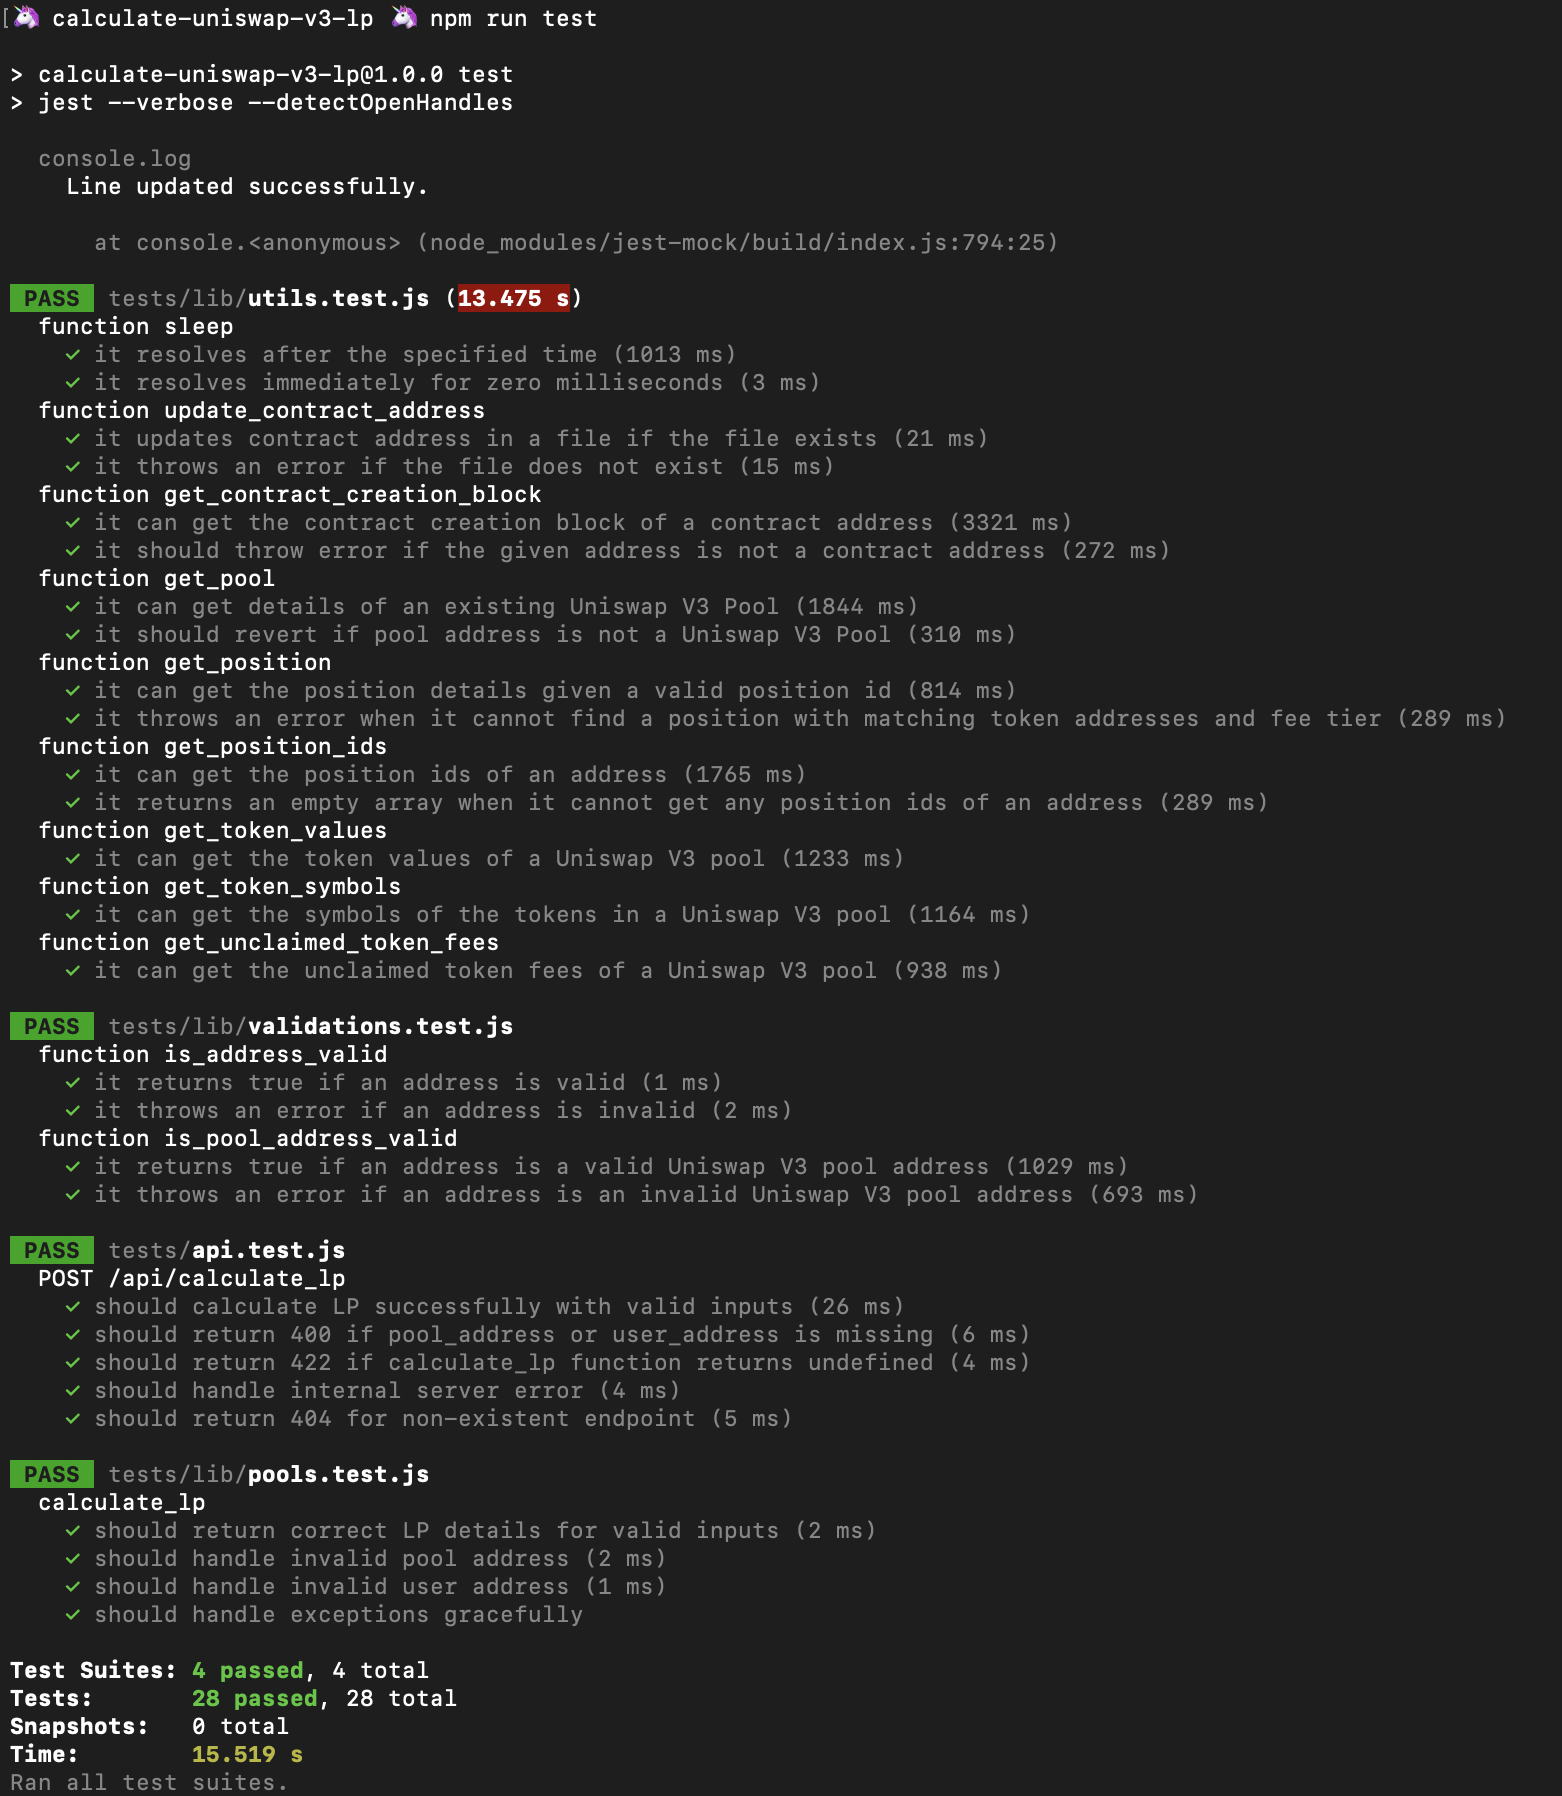 [🦄 calculate-uniswap-v3-lp 🦄 npm run test
> calculate-uniswap-v3-lp@1.0.0 test
> jest --verbose --detectOpenHandles
console.log
Line updated successfully.
at console.<anonymous> (node_modules/jest-mock/build/index.js:794:25)
PASS tests/lib/utils.test.js (13.475 s)
function sleep
✓ it resolves after the specified time (1013 ms)
✓ it resolves immediately for zero milliseconds (3 ms)
function update_contract_address
✓ it updates contract address in a file if the file exists (21 ms)
✓ it throws an error if the file does not exist (15 ms)
function get_contract_creation_block
✓ it can get the contract creation block of a contract address (3321 ms)
✓ it should throw error if the given address is not a contract address (272 ms)
function get_pool
✓ it can get details of an existing Uniswap V3 Pool (1844 ms)
✓ it should revert if pool address is not a Uniswap V3 Pool (310 ms)
function get_position
✓ it can get the position details given a valid position id (814 ms)
✓ it throws an error when it cannot find a position with matching token addresses and fee tier (289 ms)
function get_position_ids
✓ it can get the position ids of an address (1765 ms)
✓ it returns an empty array when it cannot get any position ids of an address (289 ms)
function get_token_values
✓ it can get the token values of a Uniswap V3 pool (1233 ms)
function get_token_symbols
✓ it can get the symbols of the tokens in a Uniswap V3 pool (1164 ms)
function get_unclaimed_token_fees
✓ it can get the unclaimed token fees of a Uniswap V3 pool (938 ms)
PASS tests/lib/validations.test.js
function is_address_valid
✓ it returns true if an address is valid (1 ms)
✓ it throws an error if an address is invalid (2 ms)
function is_pool_address_valid
✓ it returns true if an address is a valid Uniswap V3 pool address (1029 ms)
✓ it throws an error if an address is an invalid Uniswap V3 pool address (693 ms)
PASS tests/api.test.js
POST /api/calculate_lp
✓ should calculate LP successfully with valid inputs (26 ms)
✓ should return 400 if pool_address or user_address is missing (6 ms)
✓ should return 422 if calculate_lp function returns undefined (4 ms)
✓ should handle internal server error (4 ms)
✓ should return 404 for non-existent endpoint (5 ms)
PASS tests/lib/pools.test.js
calculate_lp
✓ should return correct LP details for valid inputs (2 ms)
✓ should handle invalid pool address (2 ms)
✓ should handle invalid user address (1 ms)
✓ should handle exceptions gracefully
Test Suites: 4 passed, 4 total
Tests: 28 passed, 28 total
Snapshots: 0 total
Time: 15.519 s
Ran all test suites.